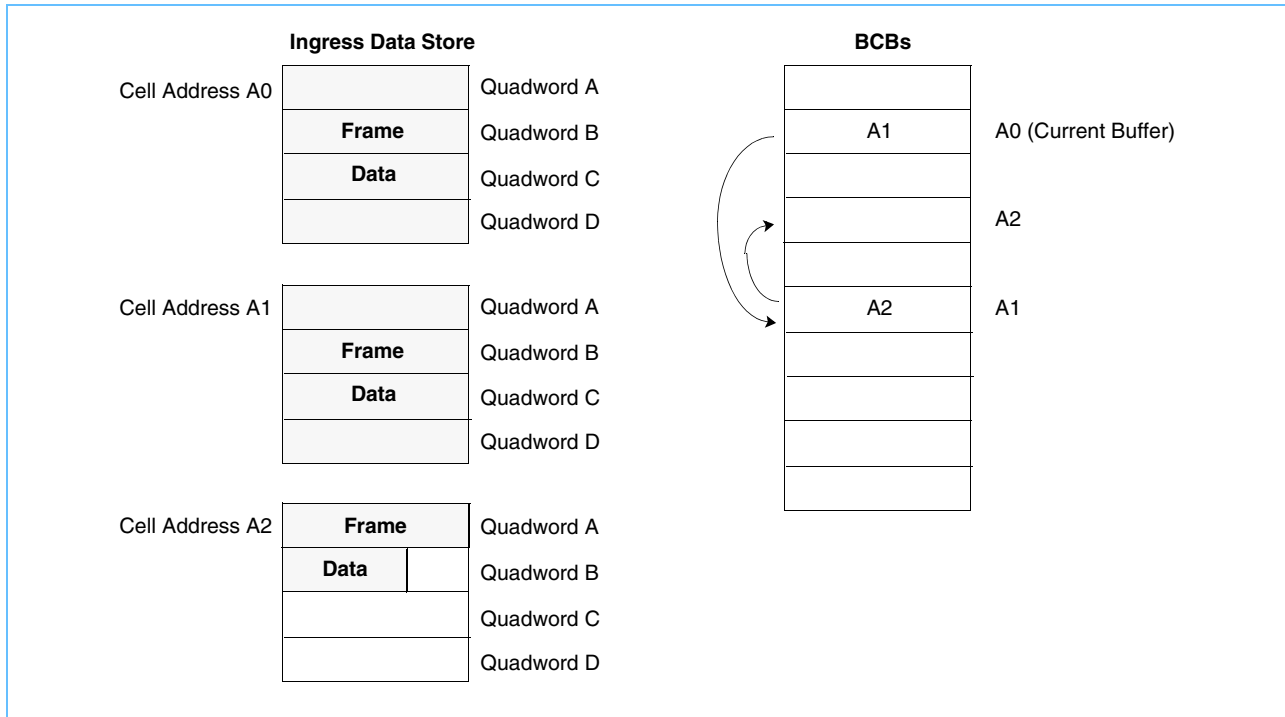 Ingress Data Store
Cell Address A0
Quadword A
Frame
Quadword B
Data
Quadword C
Quadword D
Cell Address A1
Quadword A
Frame
Quadword B
Data
Quadword C
Quadword D
Cell Address A2
Frame
Quadword A
Data
Quadword B
Quadword C
Quadword D
BCBs
A1
A0 (Current Buffer)
A2
A2
A1